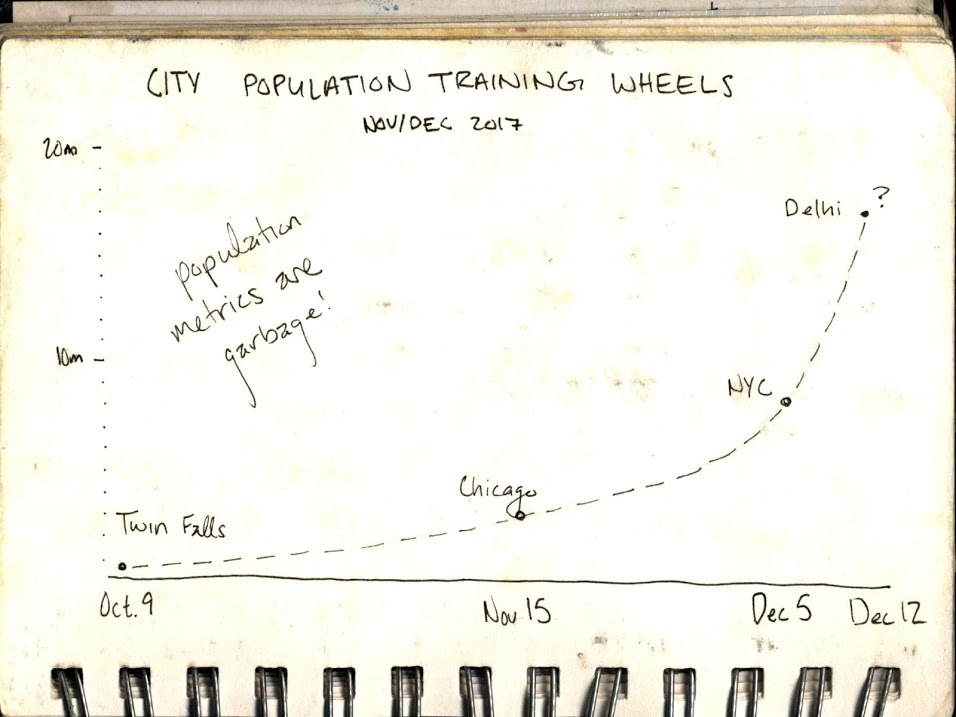 CITY POPULATION TRAINING WHEELS
NOV/DEC 2017
20m
Delhi ?
population
metrics are
garbage!
10m
NYC
Chicago
Twin Falls
Oct. 9
Nov 15
Dec 5
Dec 12